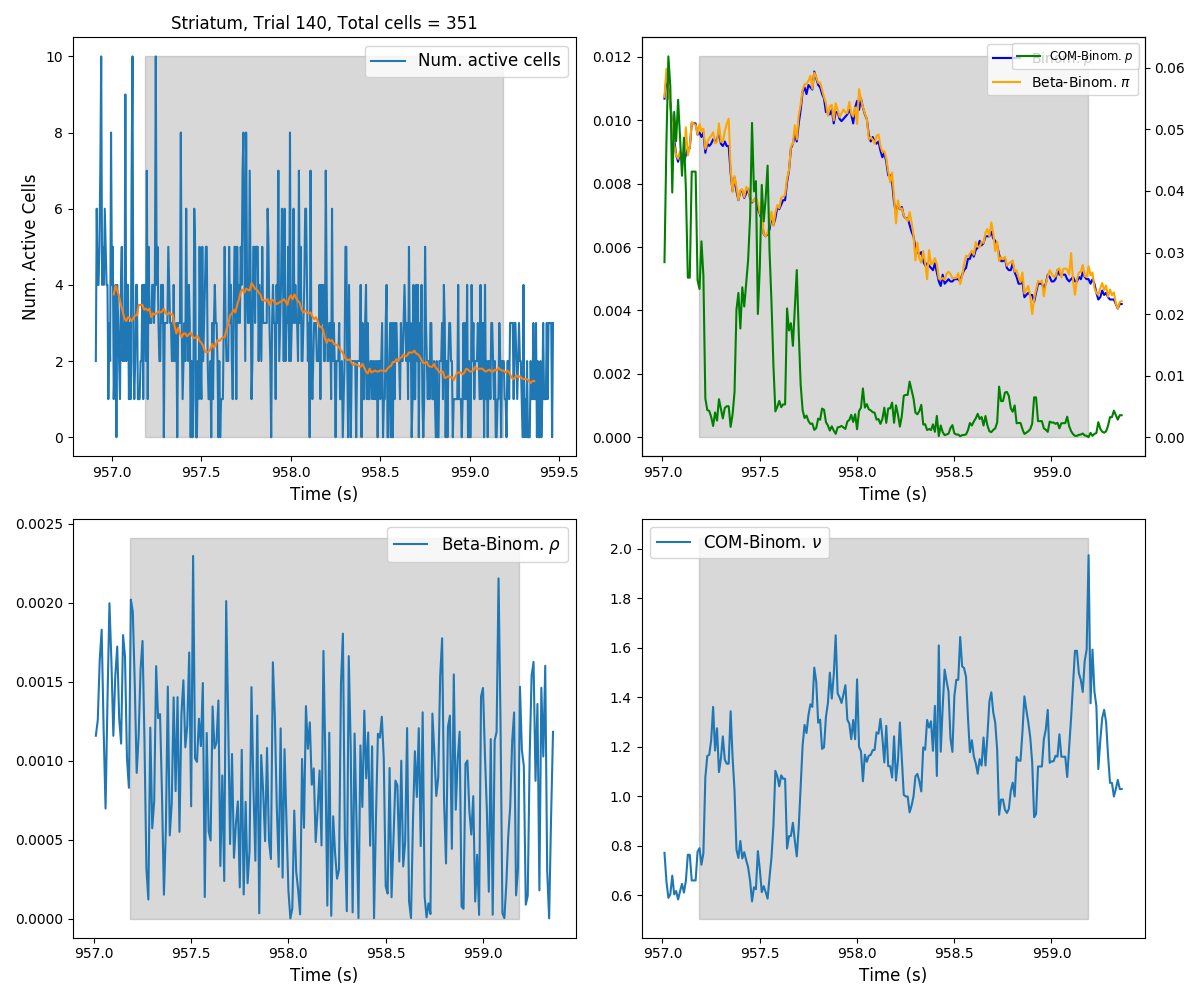 Striatum, Trial 140, Total cells = 351
Num. Active Cells
10
8
6
4
2
0
Num. active cells
957.0 957.5 958.0 958.5 959.0 959.5
Time (s)
0.012
0.010
0.008
0.006
0.004
0.002
0.000
COM-Binom. p
Beta-Binom. π
0.06
0.05
0.04
0.03
0.02
0.01
0.00
957.0 957.5 958.0 958.5 959.0
Time (s)
0.0025
0.0020
0.0015
0.0010
0.0005
0.0000
Beta-Binom. ρ
957.0 957.5 958.0 958.5 959.0
Time (s)
2.0
1.8
1.6
1.4
1.2
1.0
0.8
0.6
COM-Binom. ν
957.0 957.5 958.0 958.5 959.0
Time (s)